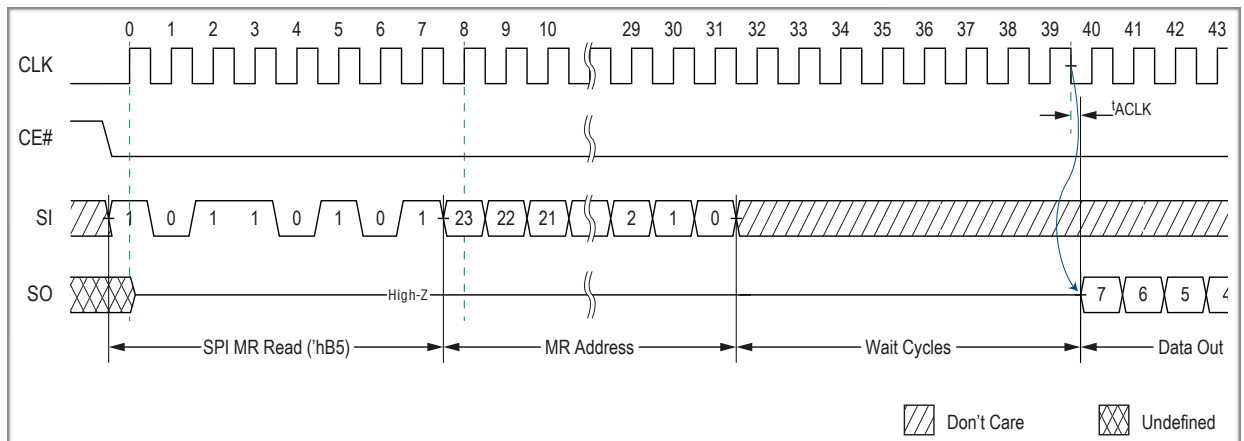 0 1 2 3 4 5 6 7 8 9 10 29 30 31 32 33 34 35 36 37 38 39 40 41 42 43
CLK
tACLK
CE#
SI 1 0 1 1 0 1 0 1 23 22 21 2 1 0
SO High-Z 7 6 5 4
SPI MR Read ('hB5) MR Address Wait Cycles Data Out
Don't Care Undefined